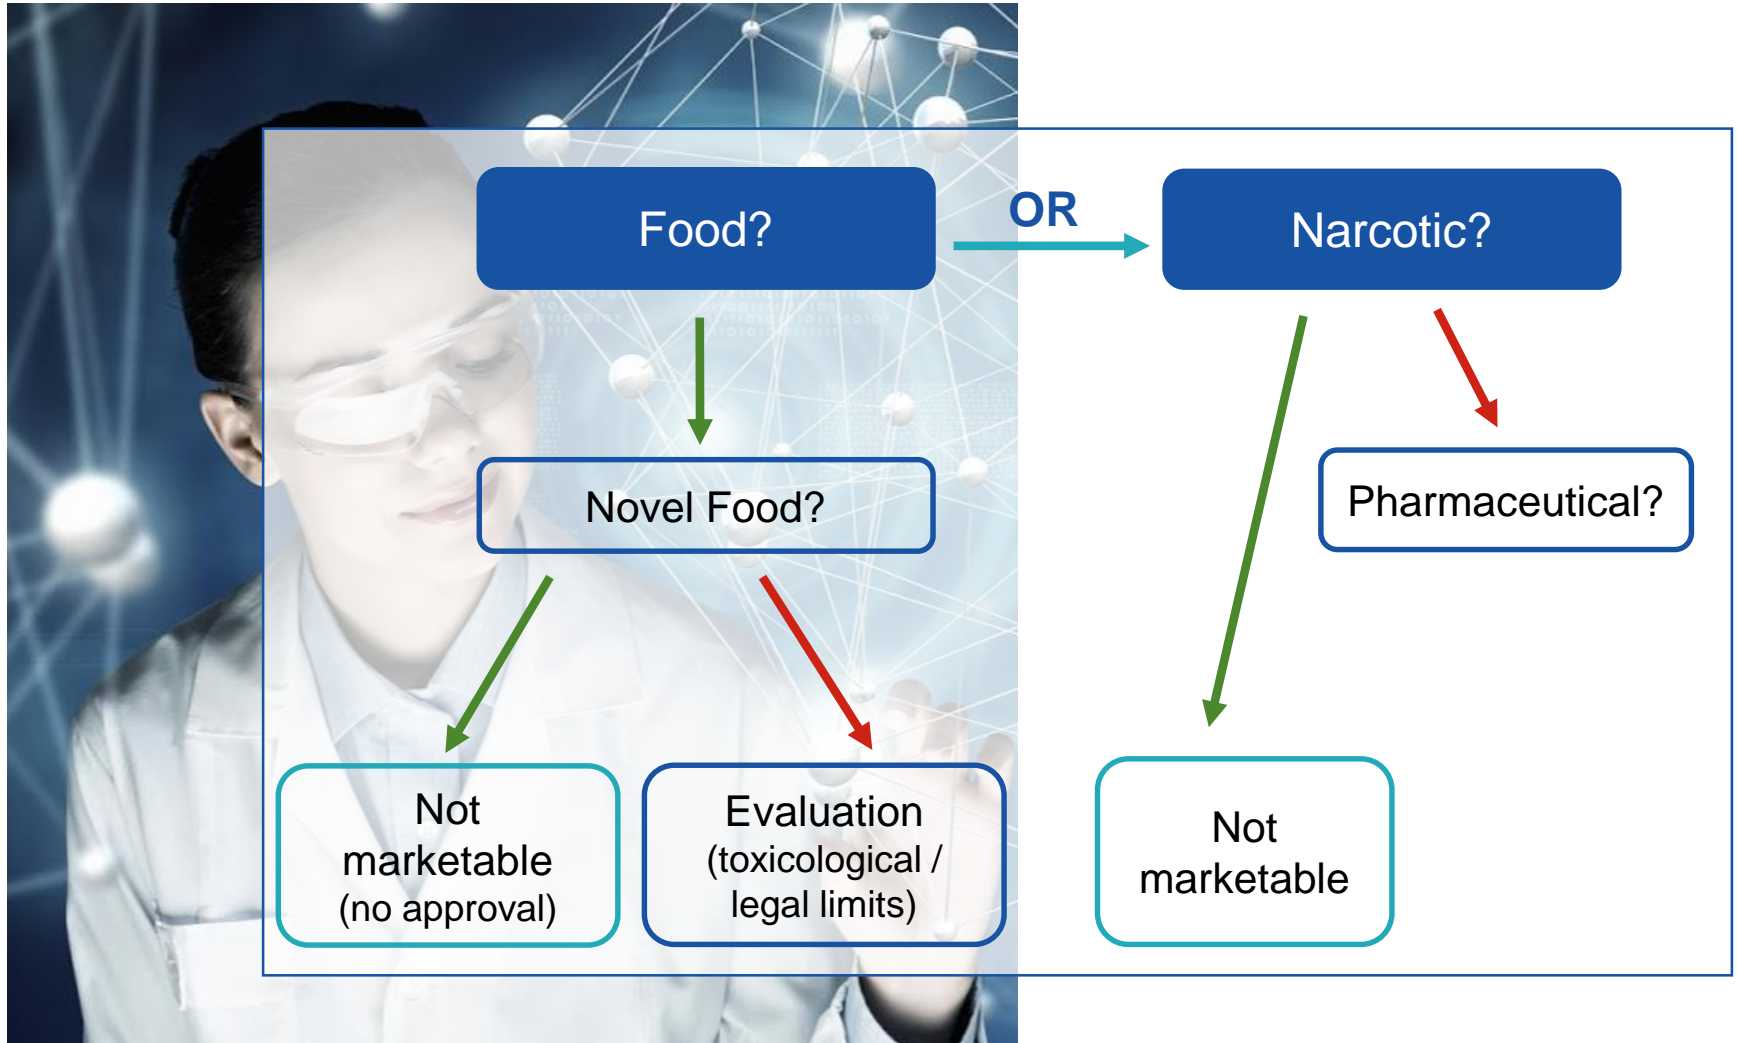 Food?
OR
Narcotic?
Novel Food?
Pharmaceutical?
Not
marketable
(no approval)
Evaluation
(toxicological /
legal limits)
Not
marketable